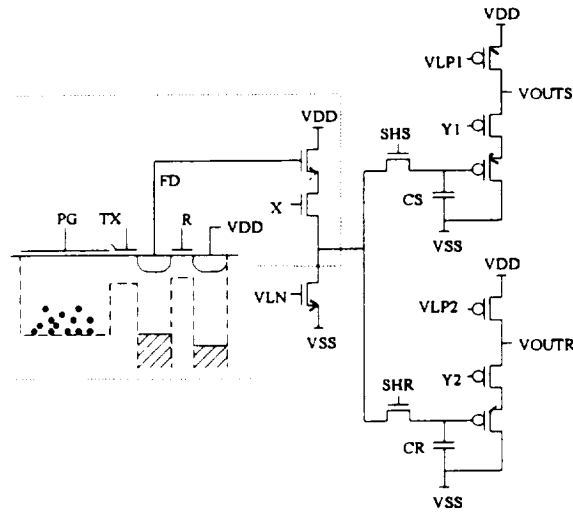 VDD
VLP1
VOUTS
VDD
SHS
Y1
FD
X
CS
PG
TX
R
VDD
VSS
VDD
VLN
VLP2
VSS
VOUTR
SHR
Y2
CR
VSS